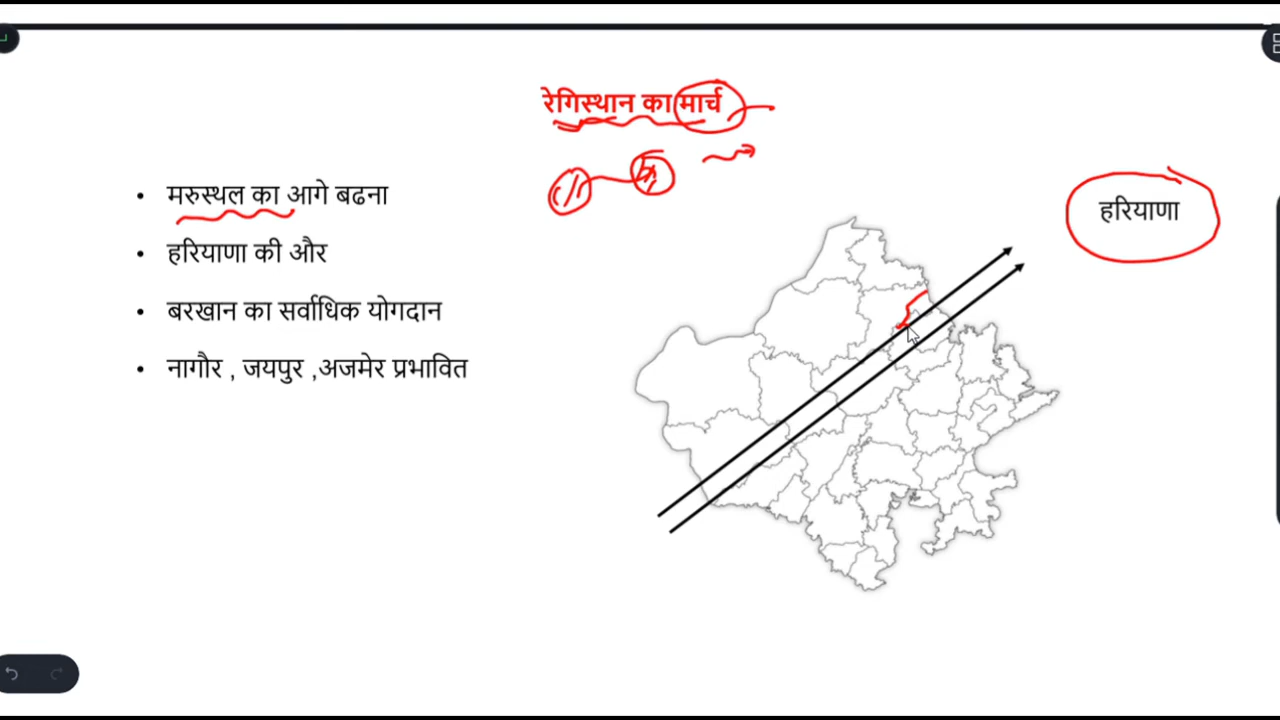 रेगिस्थान का मार्च
मरुस्थल का आगे बढना
हरियाणा की और
बरखान का सर्वाधिक योगदान
नागौर , जयपुर ,अजमेर प्रभावित
हरियाणा